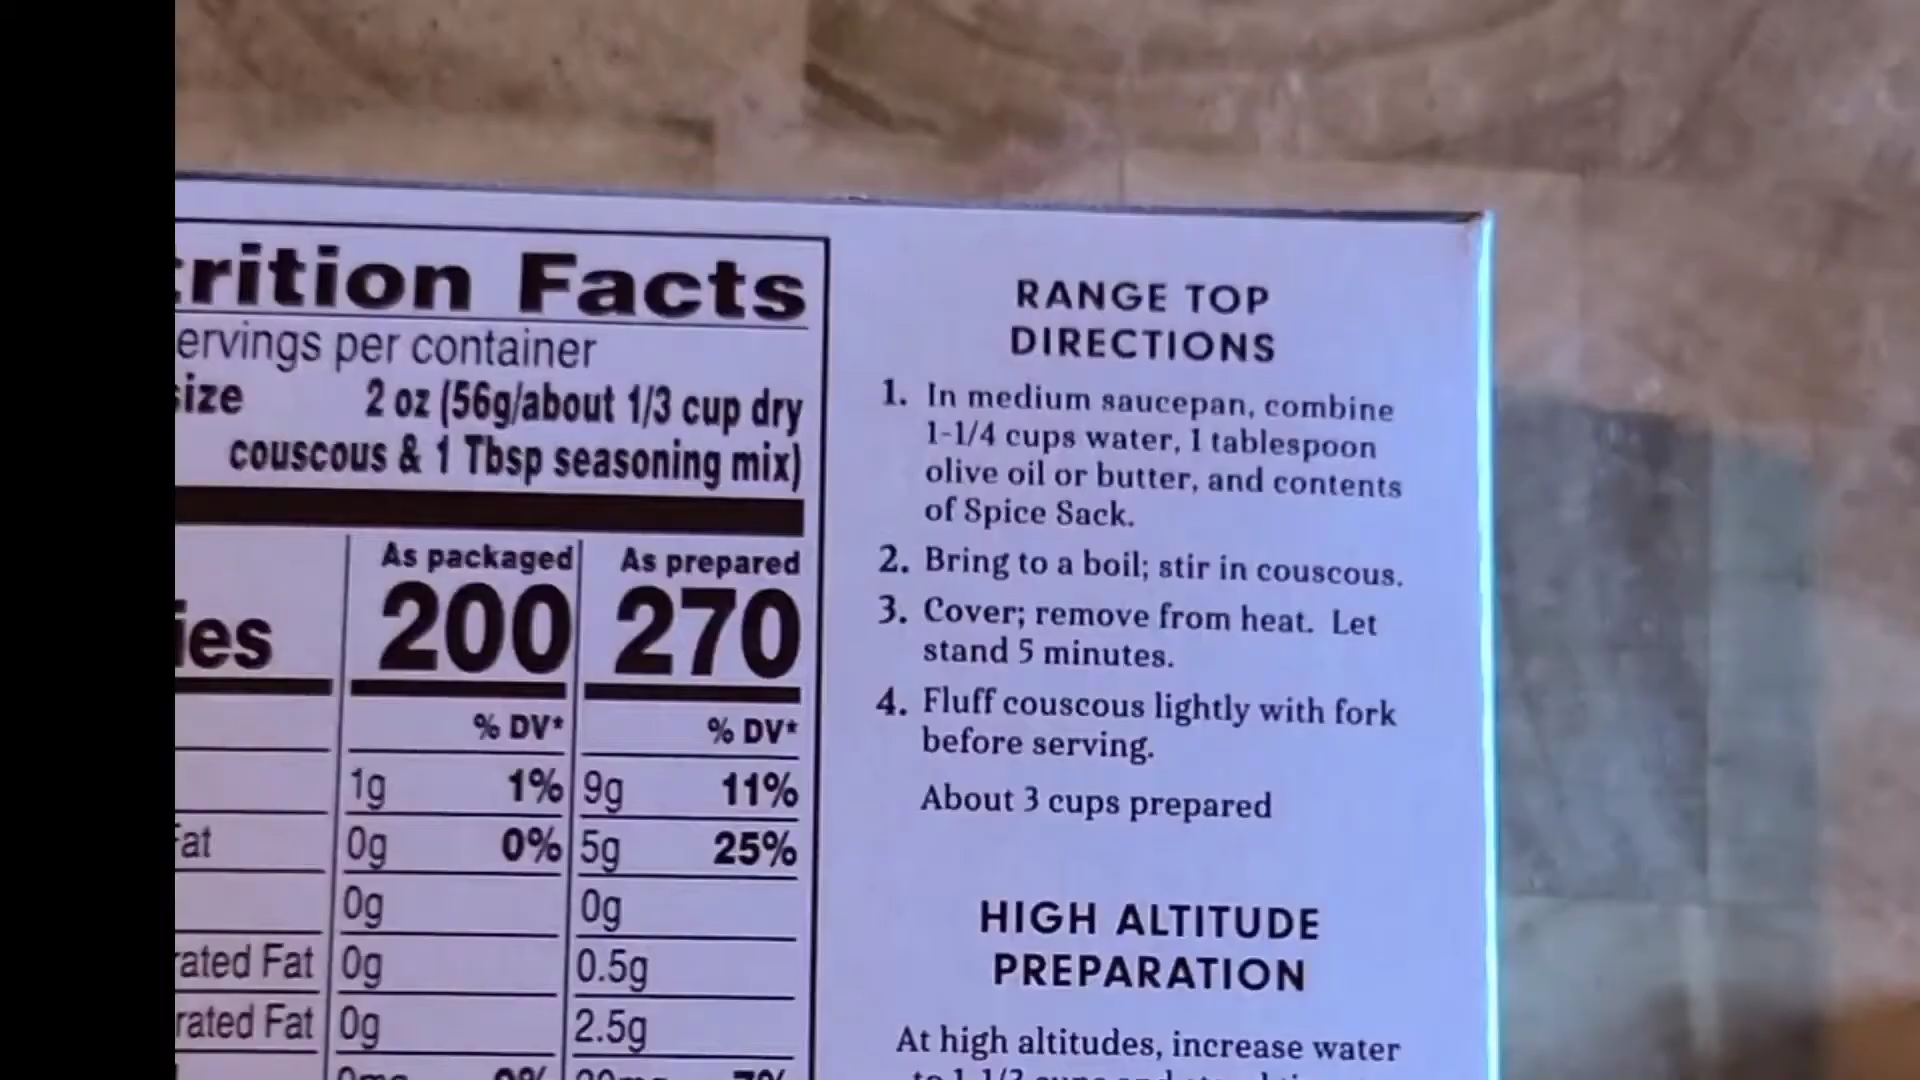 rition Facts
ervings per container
size 2 oz (56g/about 1/3 cup dry
couscous & 1 Tbsp seasoning mix)
As packaged As prepared
ies 200 270
% DV* % DV*
1g 1% 9g 11%
Fat 0g 0% 5g 25%
0g 0g
rated Fat 0g 0.5g
rated Fat 0g 2.5g
RANGE TOP
DIRECTIONS
1. In medium saucepan, combine
1-1/4 cups water, 1 tablespoon
olive oil or butter, and contents
of Spice Sack.
2. Bring to a boil; stir in couscous.
3. Cover; remove from heat. Let
stand 5 minutes.
4. Fluff couscous lightly with fork
before serving.
About 3 cups prepared
HIGH ALTITUDE
PREPARATION
At high altitudes, increase water